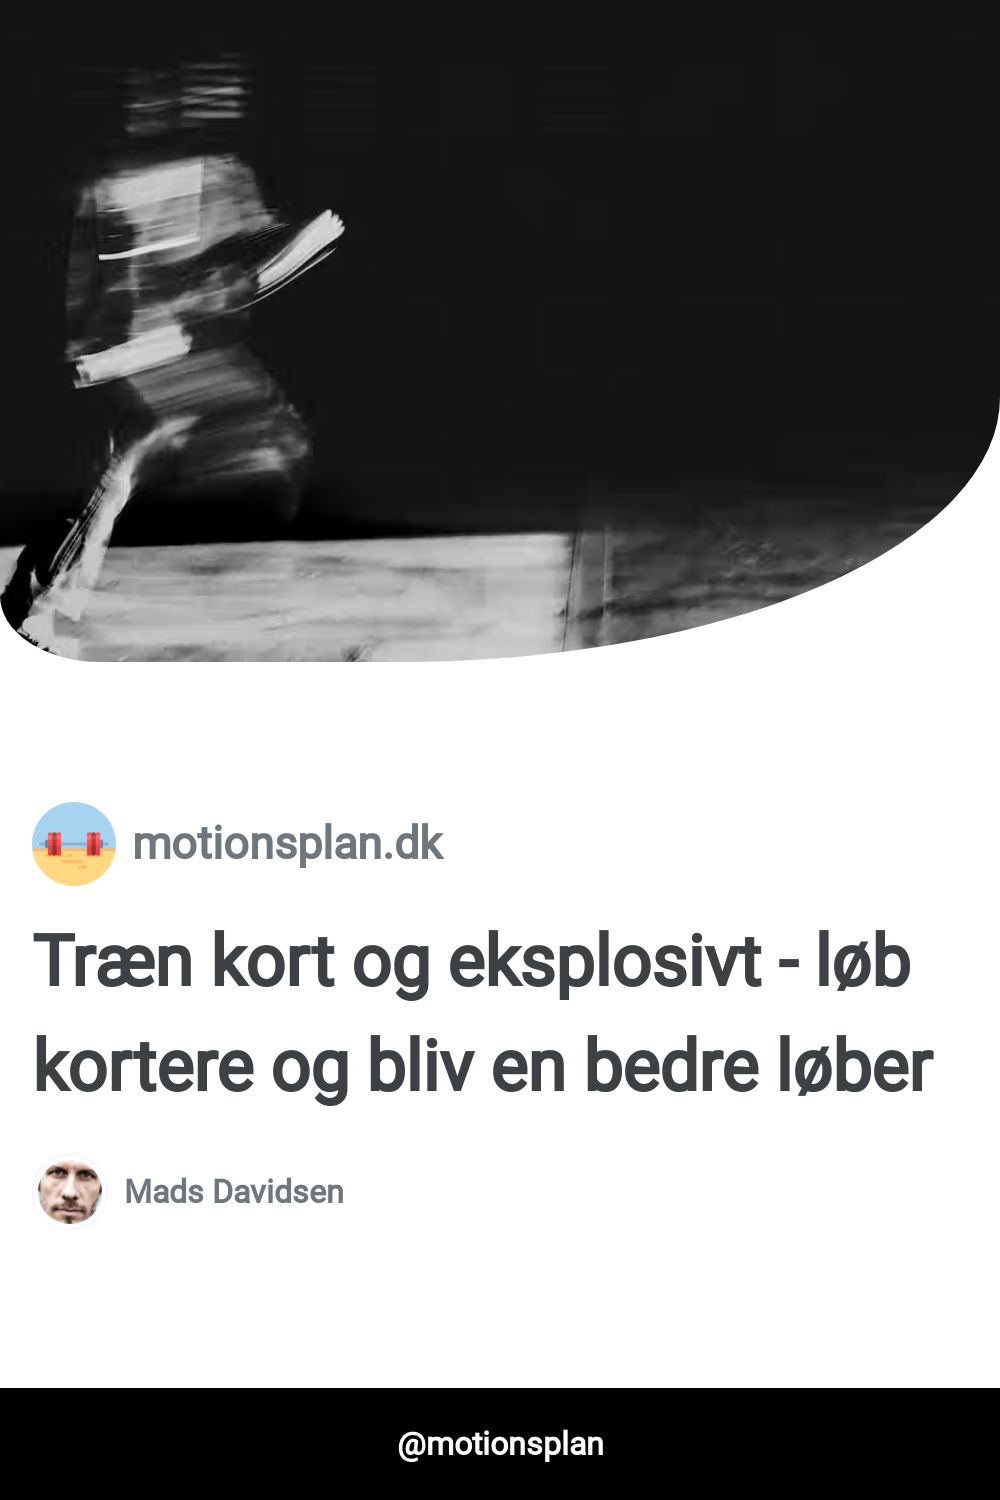 motionsplan.dk
Træn kort og eksplosivt - løb
kortere og bliv en bedre løber
Mads Davidsen
@motionsplan